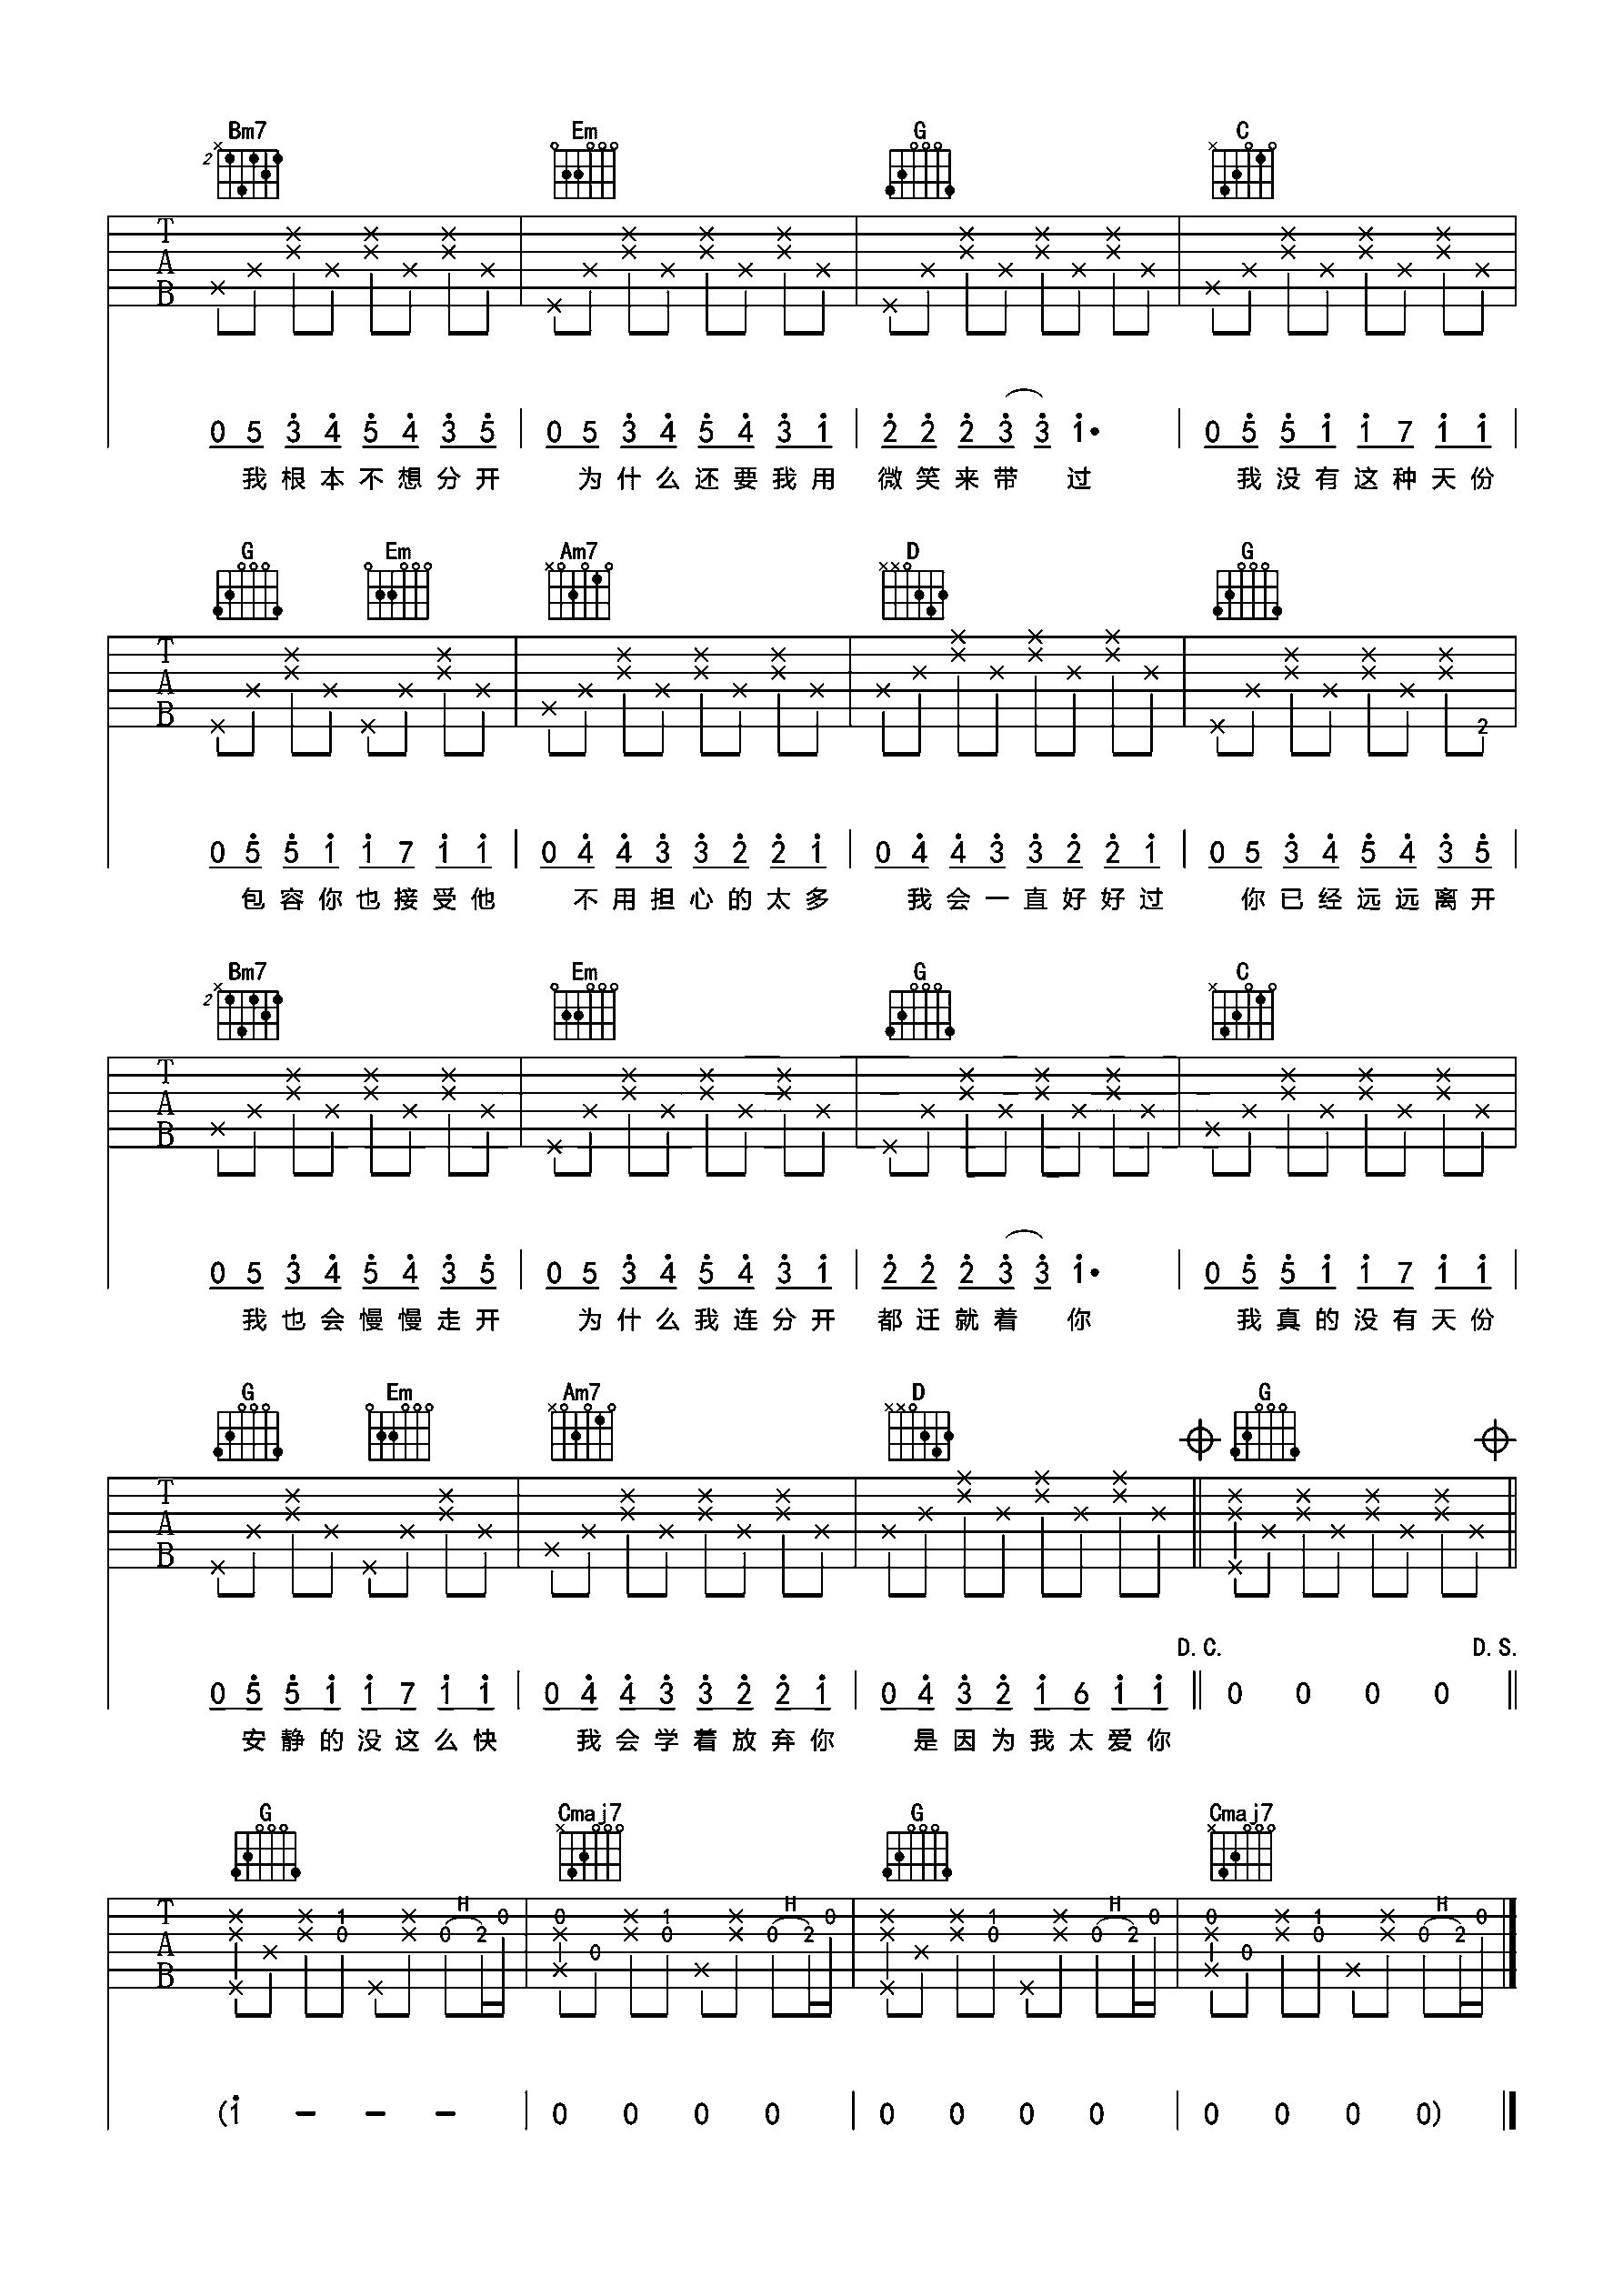 Bm7 Em G C
2
T
A
B
0 5 3 4 5 4 3 5 | 0 5 3 4 5 4 3 1 | 2 2 2 3 3 1· | 0 5 5 1 1 7 1 1 |
我根本不想分开 为什么还要我用 微笑来带 过 我没有这种天份
G Em Am7 D G
T
A
B 2
0 5 5 1 1 7 1 1 | 0 4 4 3 3 2 2 1 | 0 4 4 3 3 2 2 1 | 0 5 3 4 5 4 3 5 |
包容你也接受他 不用担心的太多 我会一直好好过 你已经远远离开
Bm7 Em G C
2
T
A
B
0 5 3 4 5 4 3 5 | 0 5 3 4 5 4 3 1 | 2 2 2 3 3 1· | 0 5 5 1 1 7 1 1 |
我也会慢慢走开 为什么我连分开 都迁就着 你 我真的没有天份
G Em Am7 D G
T
A
B
D.C. D.S.
0 5 5 1 1 7 1 1 | 0 4 4 3 3 2 2 1 | 0 4 3 2 1 6 1 1 || 0 0 0 0 ||
安静的没这么快 我会学着放弃你 是因为我太爱你
G Cmaj7 G Cmaj7
H H H H
T 1 0 0 1 0 1 0 0 1 0
A 0 0 2 0 0 2 0 0 2 0 0 2
B 0 0
(1 - - - | 0 0 0 0 | 0 0 0 0 | 0 0 0 0)